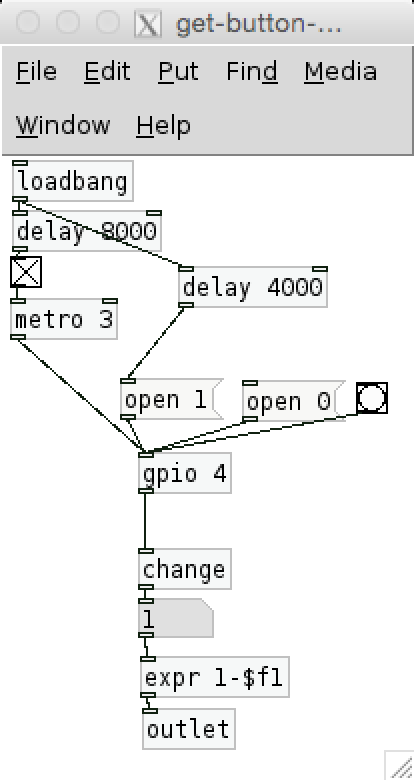 get-button-...
File Edit Put Find Media
Window Help
loadbang
delay 8000
delay 4000
metro 3
open 1
open 0
gpio 4
change
1
expr 1-$f1
outlet